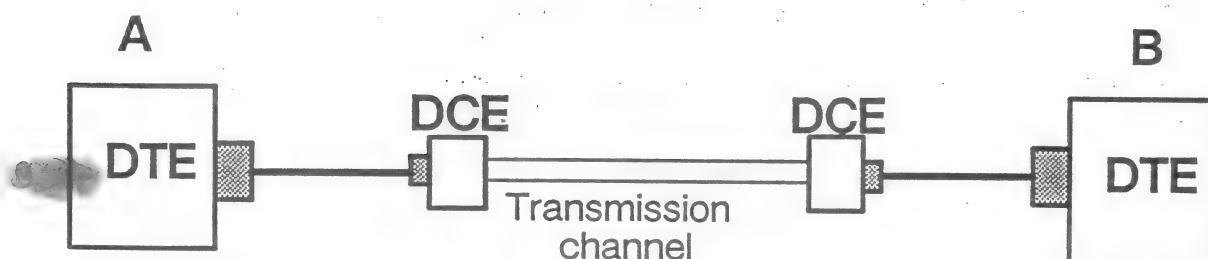 A
B
DCE
DCE
DTE
DTE
Transmission
channel